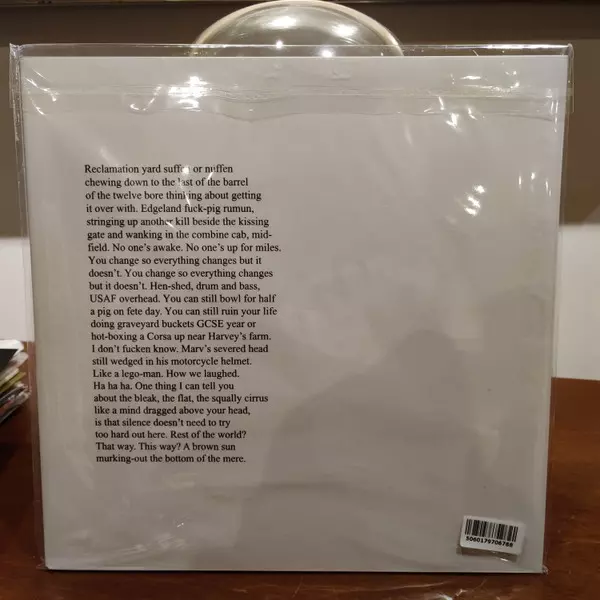 Reclamation yard suffen or nuffen
chewing down to the last of the barrel
of the twelve bore thinking about getting
it over with. Edgeland fuck-pig rumun,
stringing up another kill beside the kissing
gate and wanking in the combine cab, mid-
field. No one's awake. No one's up for miles.
You change so everything changes but it
doesn't. You change so everything changes
but it doesn't. Hen-shed, drum and bass,
USAF overhead. You can still bowl for half
a pig on fete day. You can still ruin your life
doing graveyard buckets GCSE year or
hot-boxing a Corsa up near Harvey's farm.
I don't fucken know. Marv's severed head
still wedged in his motorcycle helmet.
Like a lego-man. How we laughed.
Ha ha ha. One thing I can tell you
about the bleak, the flat, the squally cirrus
like a mind dragged above your head,
is that silence doesn't need to try
too hard out here. Rest of the world?
That way. This way? A brown sun
murking-out the bottom of the mere.
5060179706788